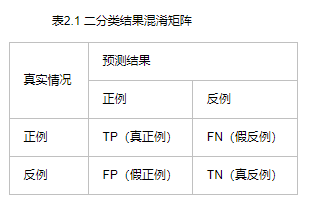 表2.1 二分类结果混淆矩阵
真实情况 预测结果
正例 反例
正例 TP（真正例） FN（假反例）
反例 FP（假正例） TN（真反例）